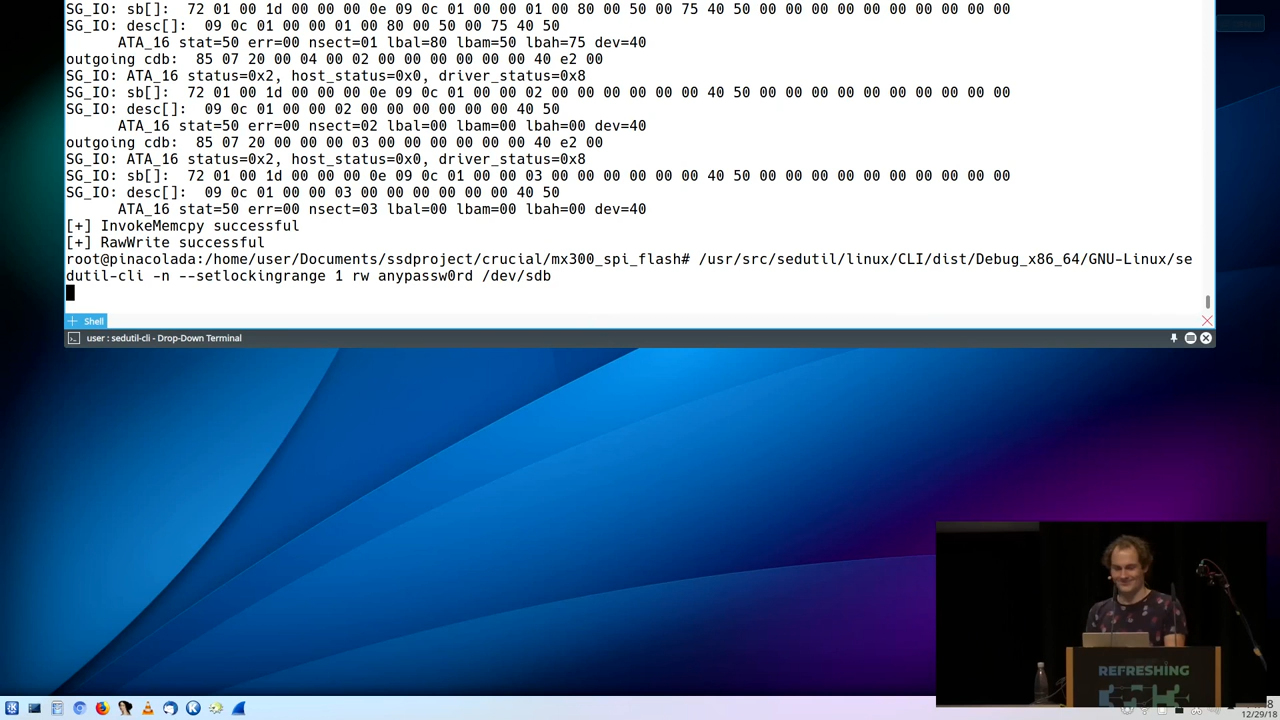 SG_IO: sb[]:  72 01 00 1d 00 00 00 0e 09 0c 01 00 00 01 00 80 00 50 00 75 40 50 00 00 00 00 00 00 00 00 00 00
SG_IO: desc[]:  09 0c 01 00 00 01 00 80 00 50 00 75 40 50
ATA_16 stat=50 err=00 nsect=01 lbal=80 lbam=50 lbah=75 dev=40
outgoing cdb:  85 07 20 00 04 00 02 00 00 00 00 00 00 40 e2 00
SG_IO: ATA_16 status=0x2, host_status=0x0, driver_status=0x8
SG_IO: sb[]:  72 01 00 1d 00 00 00 0e 09 0c 01 00 00 02 00 00 00 00 00 00 40 50 00 00 00 00 00 00 00 00 00 00
SG_IO: desc[]:  09 0c 01 00 00 02 00 00 00 00 00 00 40 50
ATA_16 stat=50 err=00 nsect=02 lbal=00 lbam=00 lbah=00 dev=40
outgoing cdb:  85 07 20 00 00 00 03 00 00 00 00 00 00 40 e2 00
SG_IO: ATA_16 status=0x2, host_status=0x0, driver_status=0x8
SG_IO: sb[]:  72 01 00 1d 00 00 00 0e 09 0c 01 00 00 03 00 00 00 00 00 00 40 50 00 00 00 00 00 00 00 00 00 00
SG_IO: desc[]:  09 0c 01 00 00 03 00 00 00 00 00 00 40 50
ATA_16 stat=50 err=00 nsect=03 lbal=00 lbam=00 lbah=00 dev=40
[+] InvokeMemcpy successful
[+] RawWrite successful
root@pinacolada:/home/user/Documents/ssdproject/crucial/mx300_spi_flash# /usr/src/sedutil/linux/CLI/dist/Debug_x86_64/GNU-Linux/se
dutil-cli -n --setlockingrange 1 rw anypassw0rd /dev/sdb
Shell
user : sedutil-cli - Drop-Down Terminal
REFRESHING
12/29/18